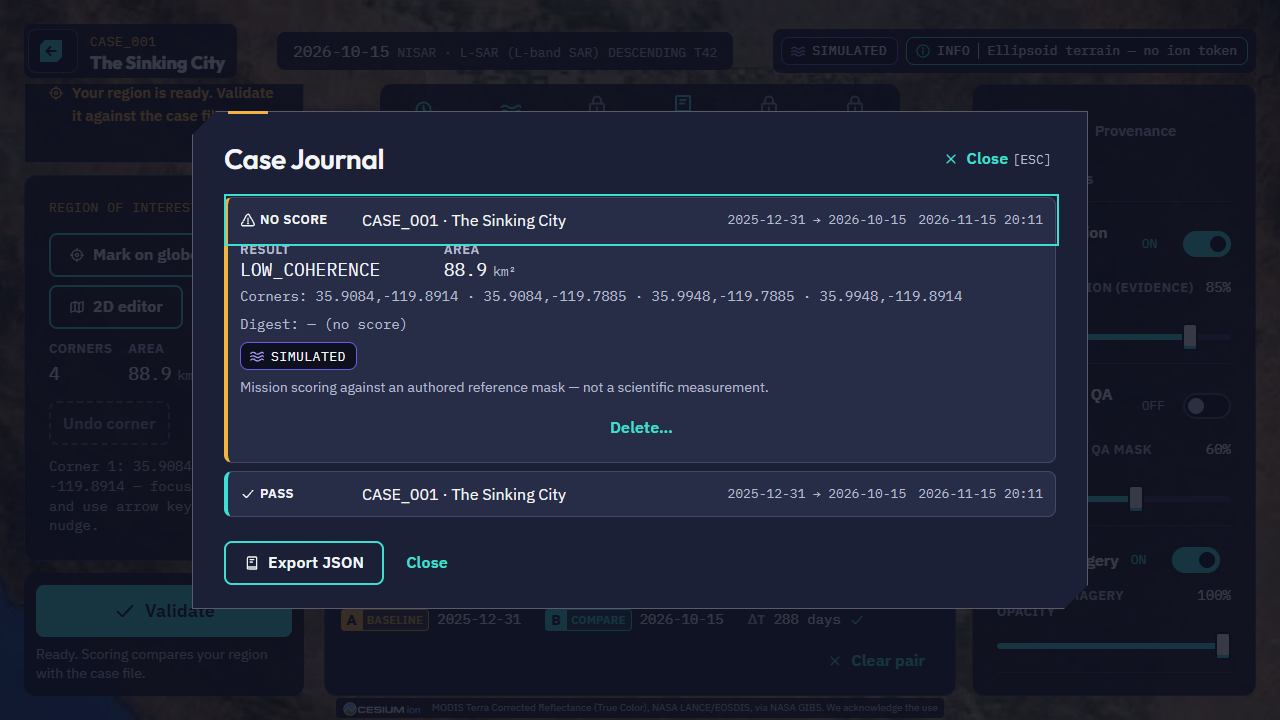 CASE_001
The Sinking City
2026-10-15 NISAR · L-SAR (L-band SAR) DESCENDING T42
SIMULATED
INFO | Ellipsoid terrain — no ion token
Your region is ready. Validate
it against the case fi
Provenance
Case Journal
Close [ESC]
NO SCORE CASE_001 · The Sinking City 2025-12-31 → 2026-10-15 2026-11-15 20:11
RESULT AREA
LOW_COHERENCE 88.9 km²
Corners: 35.9084,-119.8914 · 35.9084,-119.7885 · 35.9948,-119.7885 · 35.9948,-119.8914
Digest: — (no score)
SIMULATED
Mission scoring against an authored reference mask — not a scientific measurement.
Delete...
PASS CASE_001 · The Sinking City 2025-12-31 → 2026-10-15 2026-11-15 20:11
Export JSON
Close
REGION OF INTEREST
Mark on globe
2D editor
CORNERS AREA
4 88.9 km
Undo corner
Corner 1: 35.9084
-119.8914 — focus
and use arrow key
nudge.
Validate
Ready. Scoring compares your region
with the case file.
A BASELINE 2025-12-31 B COMPARE 2026-10-15 ΔT 288 days
Clear pair
s
on ON
ION (EVIDENCE) 85%
QA OFF
QA MASK 60%
gery ON
AGERY 100%
OPACITY
CESIUM ion MODIS Terra Corrected Reflectance (True Color), NASA LANCE/EOSDIS, via NASA GIBS. We acknowledge the use